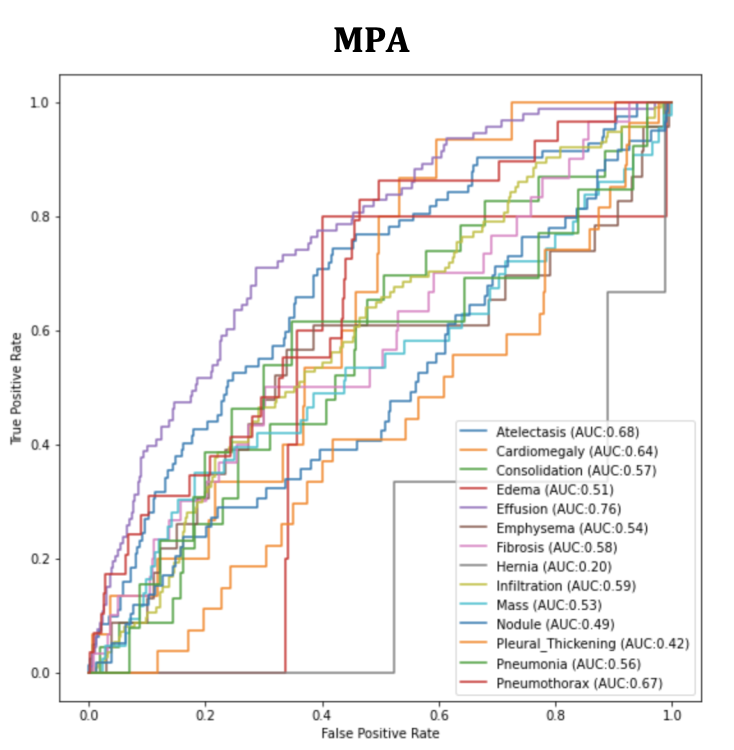 MPA
True Positive Rate
1.0
0.8
0.6
0.4
0.2
0.0
Atelectasis (AUC:0.68)
Cardiomegaly (AUC:0.64)
Consolidation (AUC:0.57)
Edema (AUC:0.51)
Effusion (AUC:0.76)
Emphysema (AUC:0.54)
Fibrosis (AUC:0.58)
Hernia (AUC:0.20)
Infiltration (AUC:0.59)
Mass (AUC:0.53)
Nodule (AUC:0.49)
Pleural_Thickening (AUC:0.42)
Pneumonia (AUC:0.56)
Pneumothorax (AUC:0.67)
0.0 0.2 0.4 0.6 0.8 1.0
False Positive Rate